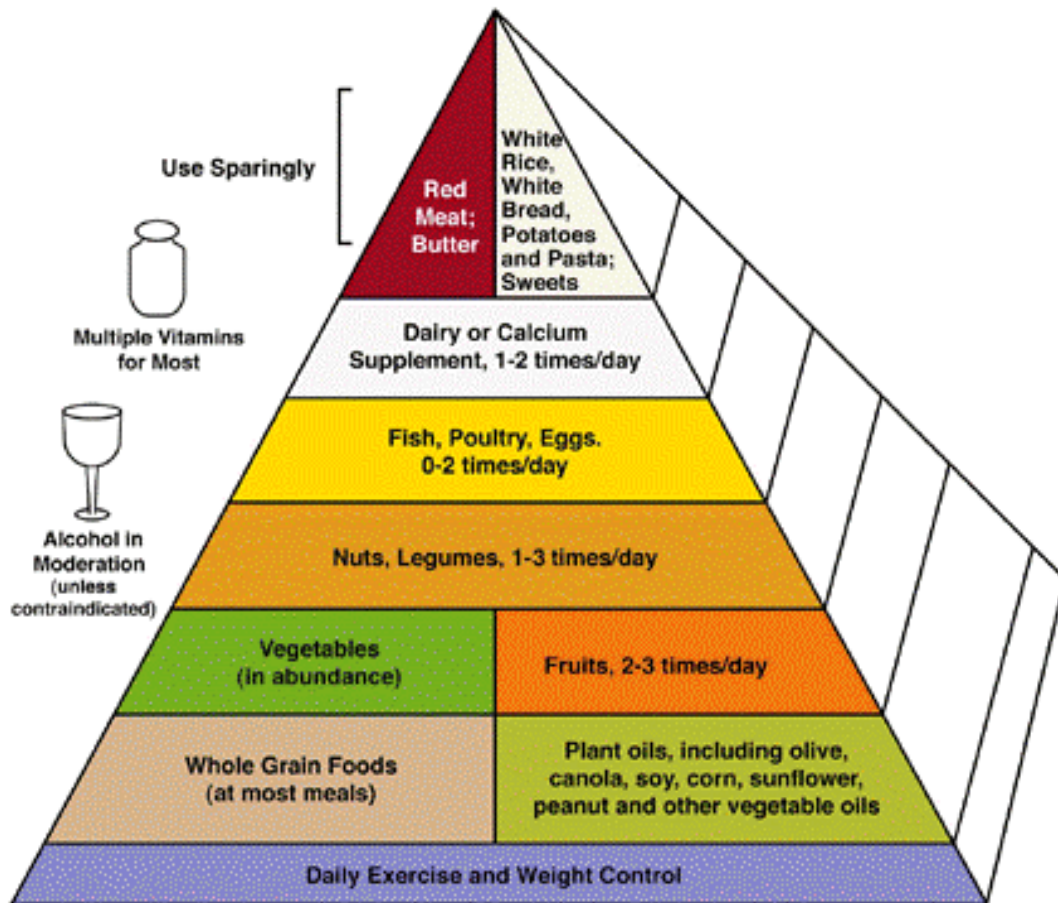 Use Sparingly
Red
Meat;
Butter
White
Rice,
White
Bread,
Potatoes
and Pasta;
Sweets
Multiple Vitamins
for Most
Dairy or Calcium
Supplement, 1-2 times/day
Fish, Poultry, Eggs.
0-2 times/day
Alcohol in
Moderation
(unless
contraindicated)
Nuts, Legumes, 1-3 times/day
Vegetables
(in abundance)
Fruits, 2-3 times/day
Whole Grain Foods
(at most meals)
Plant oils, including olive,
canola, soy, corn, sunflower,
peanut and other vegetable oils
Daily Exercise and Weight Control